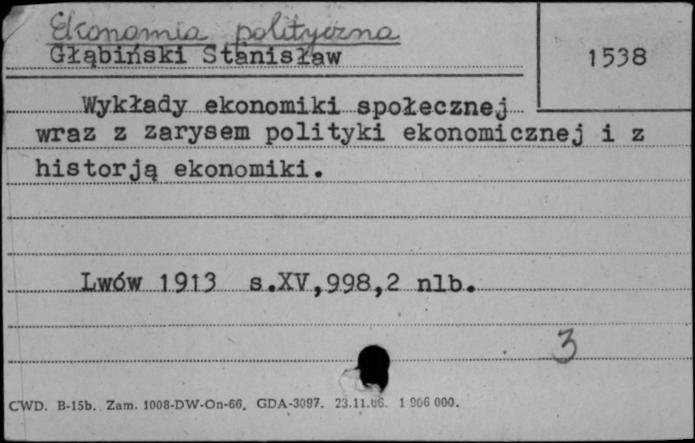 Ekonomia polityczna
Głąbiński Stanisław
1538
Wykłady ekonomiki społecznej
wraz z zarysem polityki ekonomicznej i z
historją ekonomiki.
Lwów 1913 s.XV,998,2 nlb.
3
CWD. B-15b. Zam. 1008-DW-On-66. GDA-3097. 23.11.66. 1 906 000.